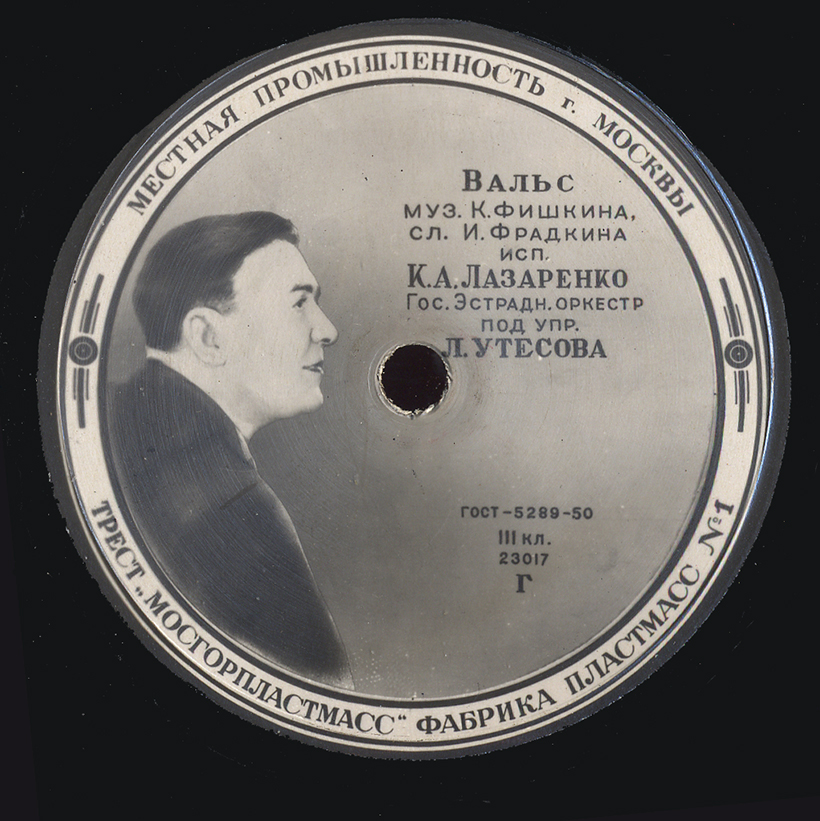 МЕСТНАЯ ПРОМЫШЛЕННОСТЬ г. МОСКВЫ
ВАЛЬС
МУЗ. К.ФИШКИНА,
СЛ. И.ФРАДКИНА
ИСП.
К.А.ЛАЗАРЕНКО
ГОС.ЭСТРАДН.ОРКЕСТР
ПОД УПР.
Л.УТЕСОВА
ГОСТ-5289-50
III КЛ.
23017
Г
ТРЕСТ „МОСГОРПЛАСТМАСС“ ФАБРИКА ПЛАСТМАСС №1